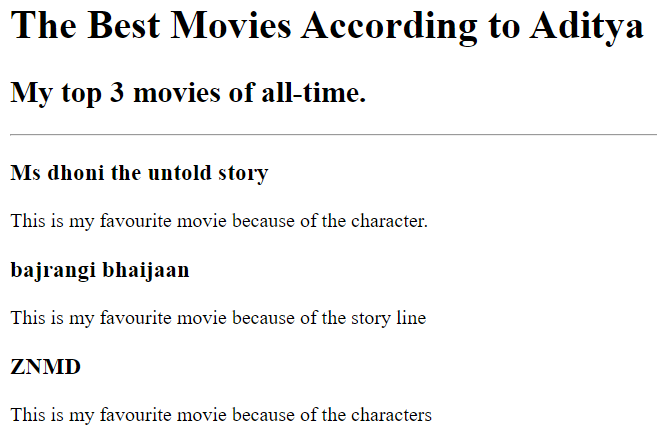 The Best Movies According to Aditya
My top 3 movies of all-time.
Ms dhoni the untold story
This is my favourite movie because of the character.
bajrangi bhaijaan
This is my favourite movie because of the story line
ZNMD
This is my favourite movie because of the characters